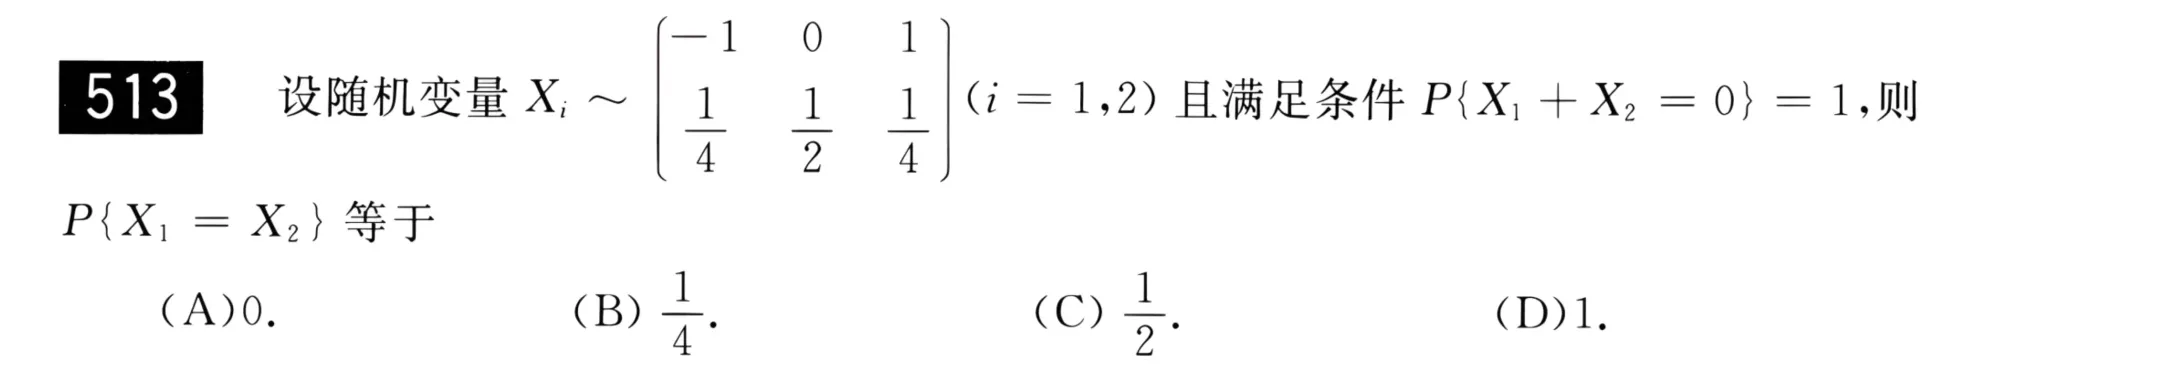 513 设随机变量 $X_i \sim \begin{pmatrix} -1 & 0 & 1 \\ \frac{1}{4} & \frac{1}{2} & \frac{1}{4} \end{pmatrix} (i = 1,2)$ 且满足条件 $P\{X_1 + X_2 = 0\} = 1$,则
$P\{X_1 = X_2\}$ 等于
(A)0. (B) $\frac{1}{4}$. (C) $\frac{1}{2}$. (D)1.